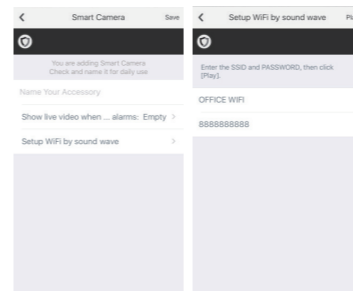 Smart Camera
Save
You are adding Smart Camera
Check and name it for daily use
Name Your Accessory
Show live video when ... alarms: Empty >
Setup WiFi by sound wave >
Setup WiFi by sound wave
Enter the SSID and PASSWORD, then click
[Play].
OFFICE WIFI
8888888888